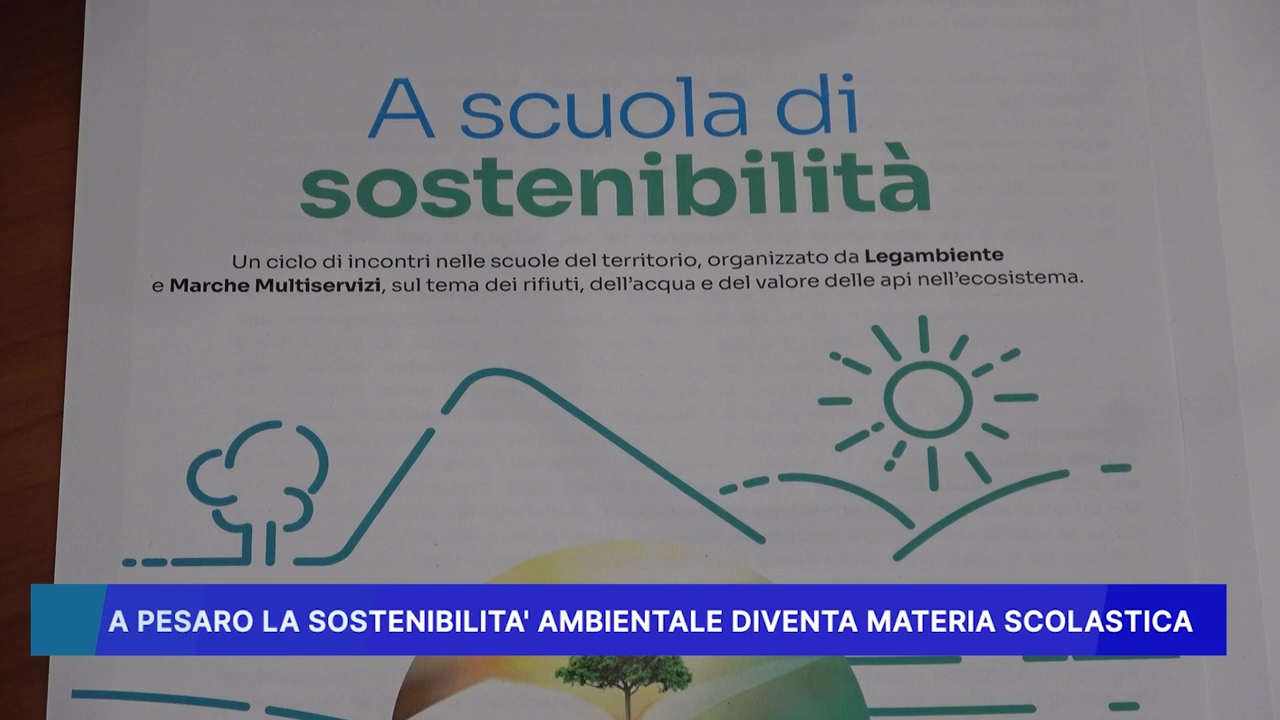 A scuola di
sostenibilità
Un ciclo di incontri nelle scuole del territorio, organizzato da Legambiente
e Marche Multiservizi, sul tema dei rifiuti, dell'acqua e del valore delle api nell'ecosistema.
A PESARO LA SOSTENIBILITA' AMBIENTALE DIVENTA MATERIA SCOLASTICA